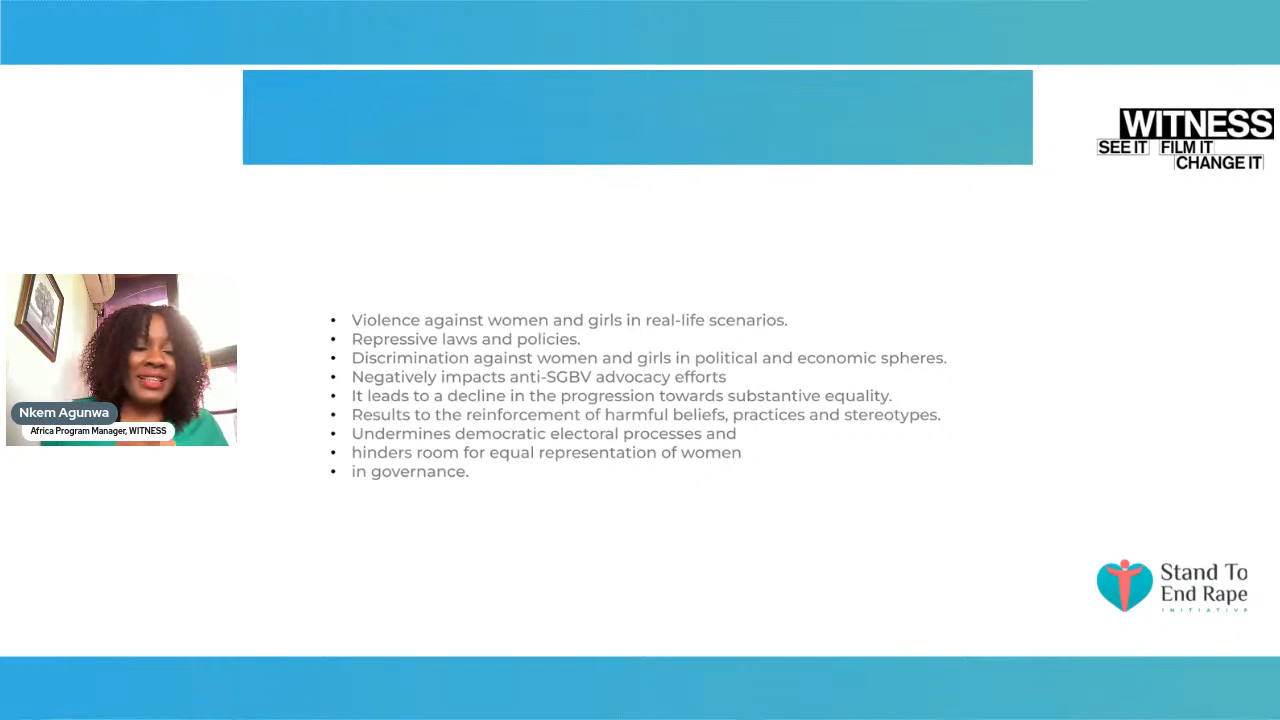 WITNESS
SEE IT FILM IT
CHANGE IT
• Violence against women and girls in real-life scenarios.
• Repressive laws and policies.
• Discrimination against women and girls in political and economic spheres.
• Negatively impacts anti-SGBV advocacy efforts
• It leads to a decline in the progression towards substantive equality.
• Results to the reinforcement of harmful beliefs, practices and stereotypes.
• Undermines democratic electoral processes and
• hinders room for equal representation of women
• in governance.
Nkem Agunwa
Africa Program Manager, WITNESS
Stand To
End Rape
INITIATIVE